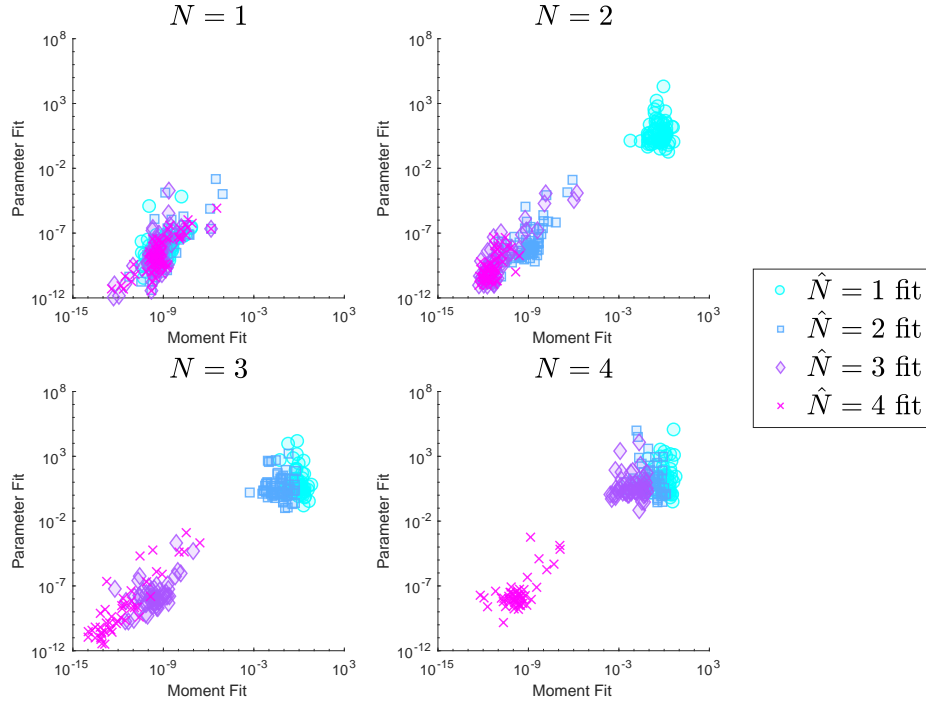 N = 1
N = 2
10^8
10^3
10^-2
10^-7
10^-12
Parameter Fit
10^-15
10^-9
10^-3
10^3
Moment Fit
10^8
10^3
10^-2
10^-7
10^-12
Parameter Fit
10^-15
10^-9
10^-3
10^3
Moment Fit
N̂ = 1 fit
N̂ = 2 fit
N̂ = 3 fit
N̂ = 4 fit
N = 3
N = 4
10^8
10^3
10^-2
10^-7
10^-12
Parameter Fit
10^-15
10^-9
10^-3
10^3
Moment Fit
10^8
10^3
10^-2
10^-7
10^-12
Parameter Fit
10^-15
10^-9
10^-3
10^3
Moment Fit